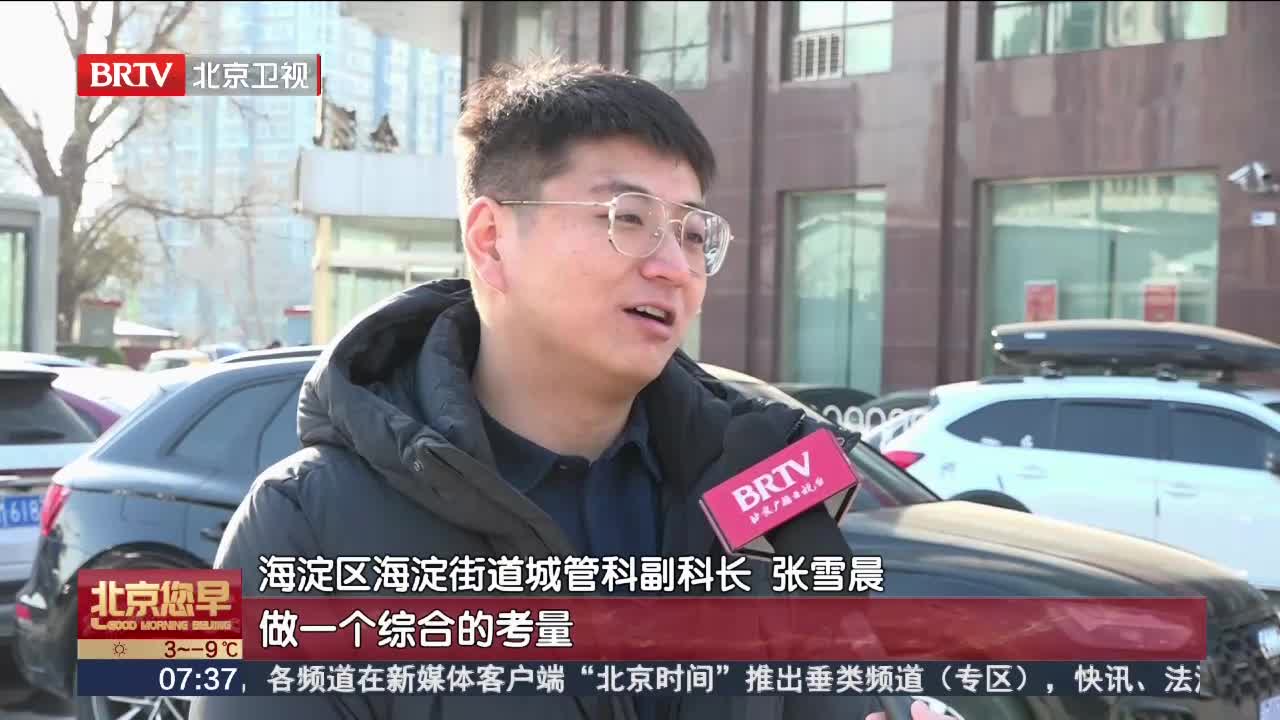 BRTV 北京卫视
618
BRTV
海淀区海淀街道城管科副科长 张雪晨
做一个综合的考量
北京您早
GOOD MORNING BEIJING
3~-9℃
07:37
各频道在新媒体客户端“北京时间”推出垂类频道（专区），快讯、法